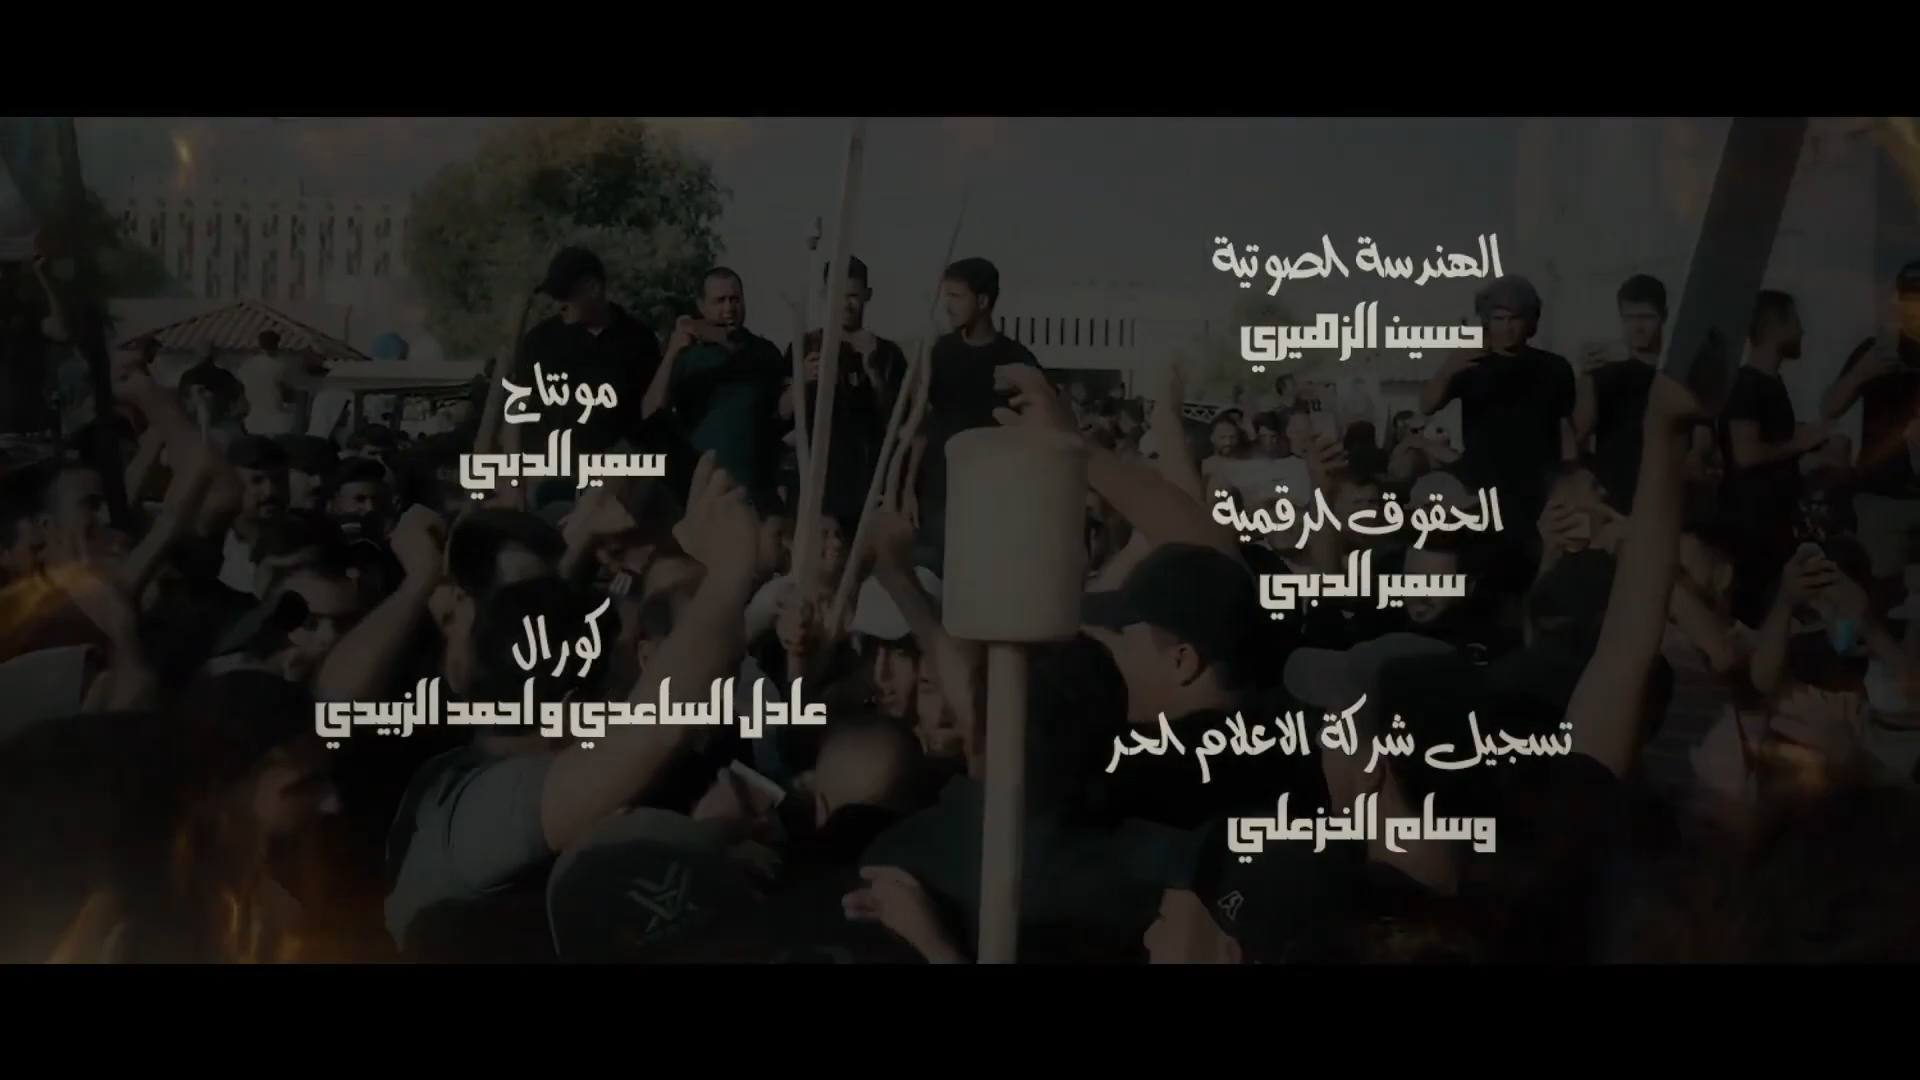 الهندسة الصوتية
حسين الزهيري
الحقوق الرقمية
سمير الدبي
تسجيل شركة الاعلام الحر
وسام الخزعلي
مونتاج
سمير الدبي
كورال
عادل الساعدي و احمد الزبيدي